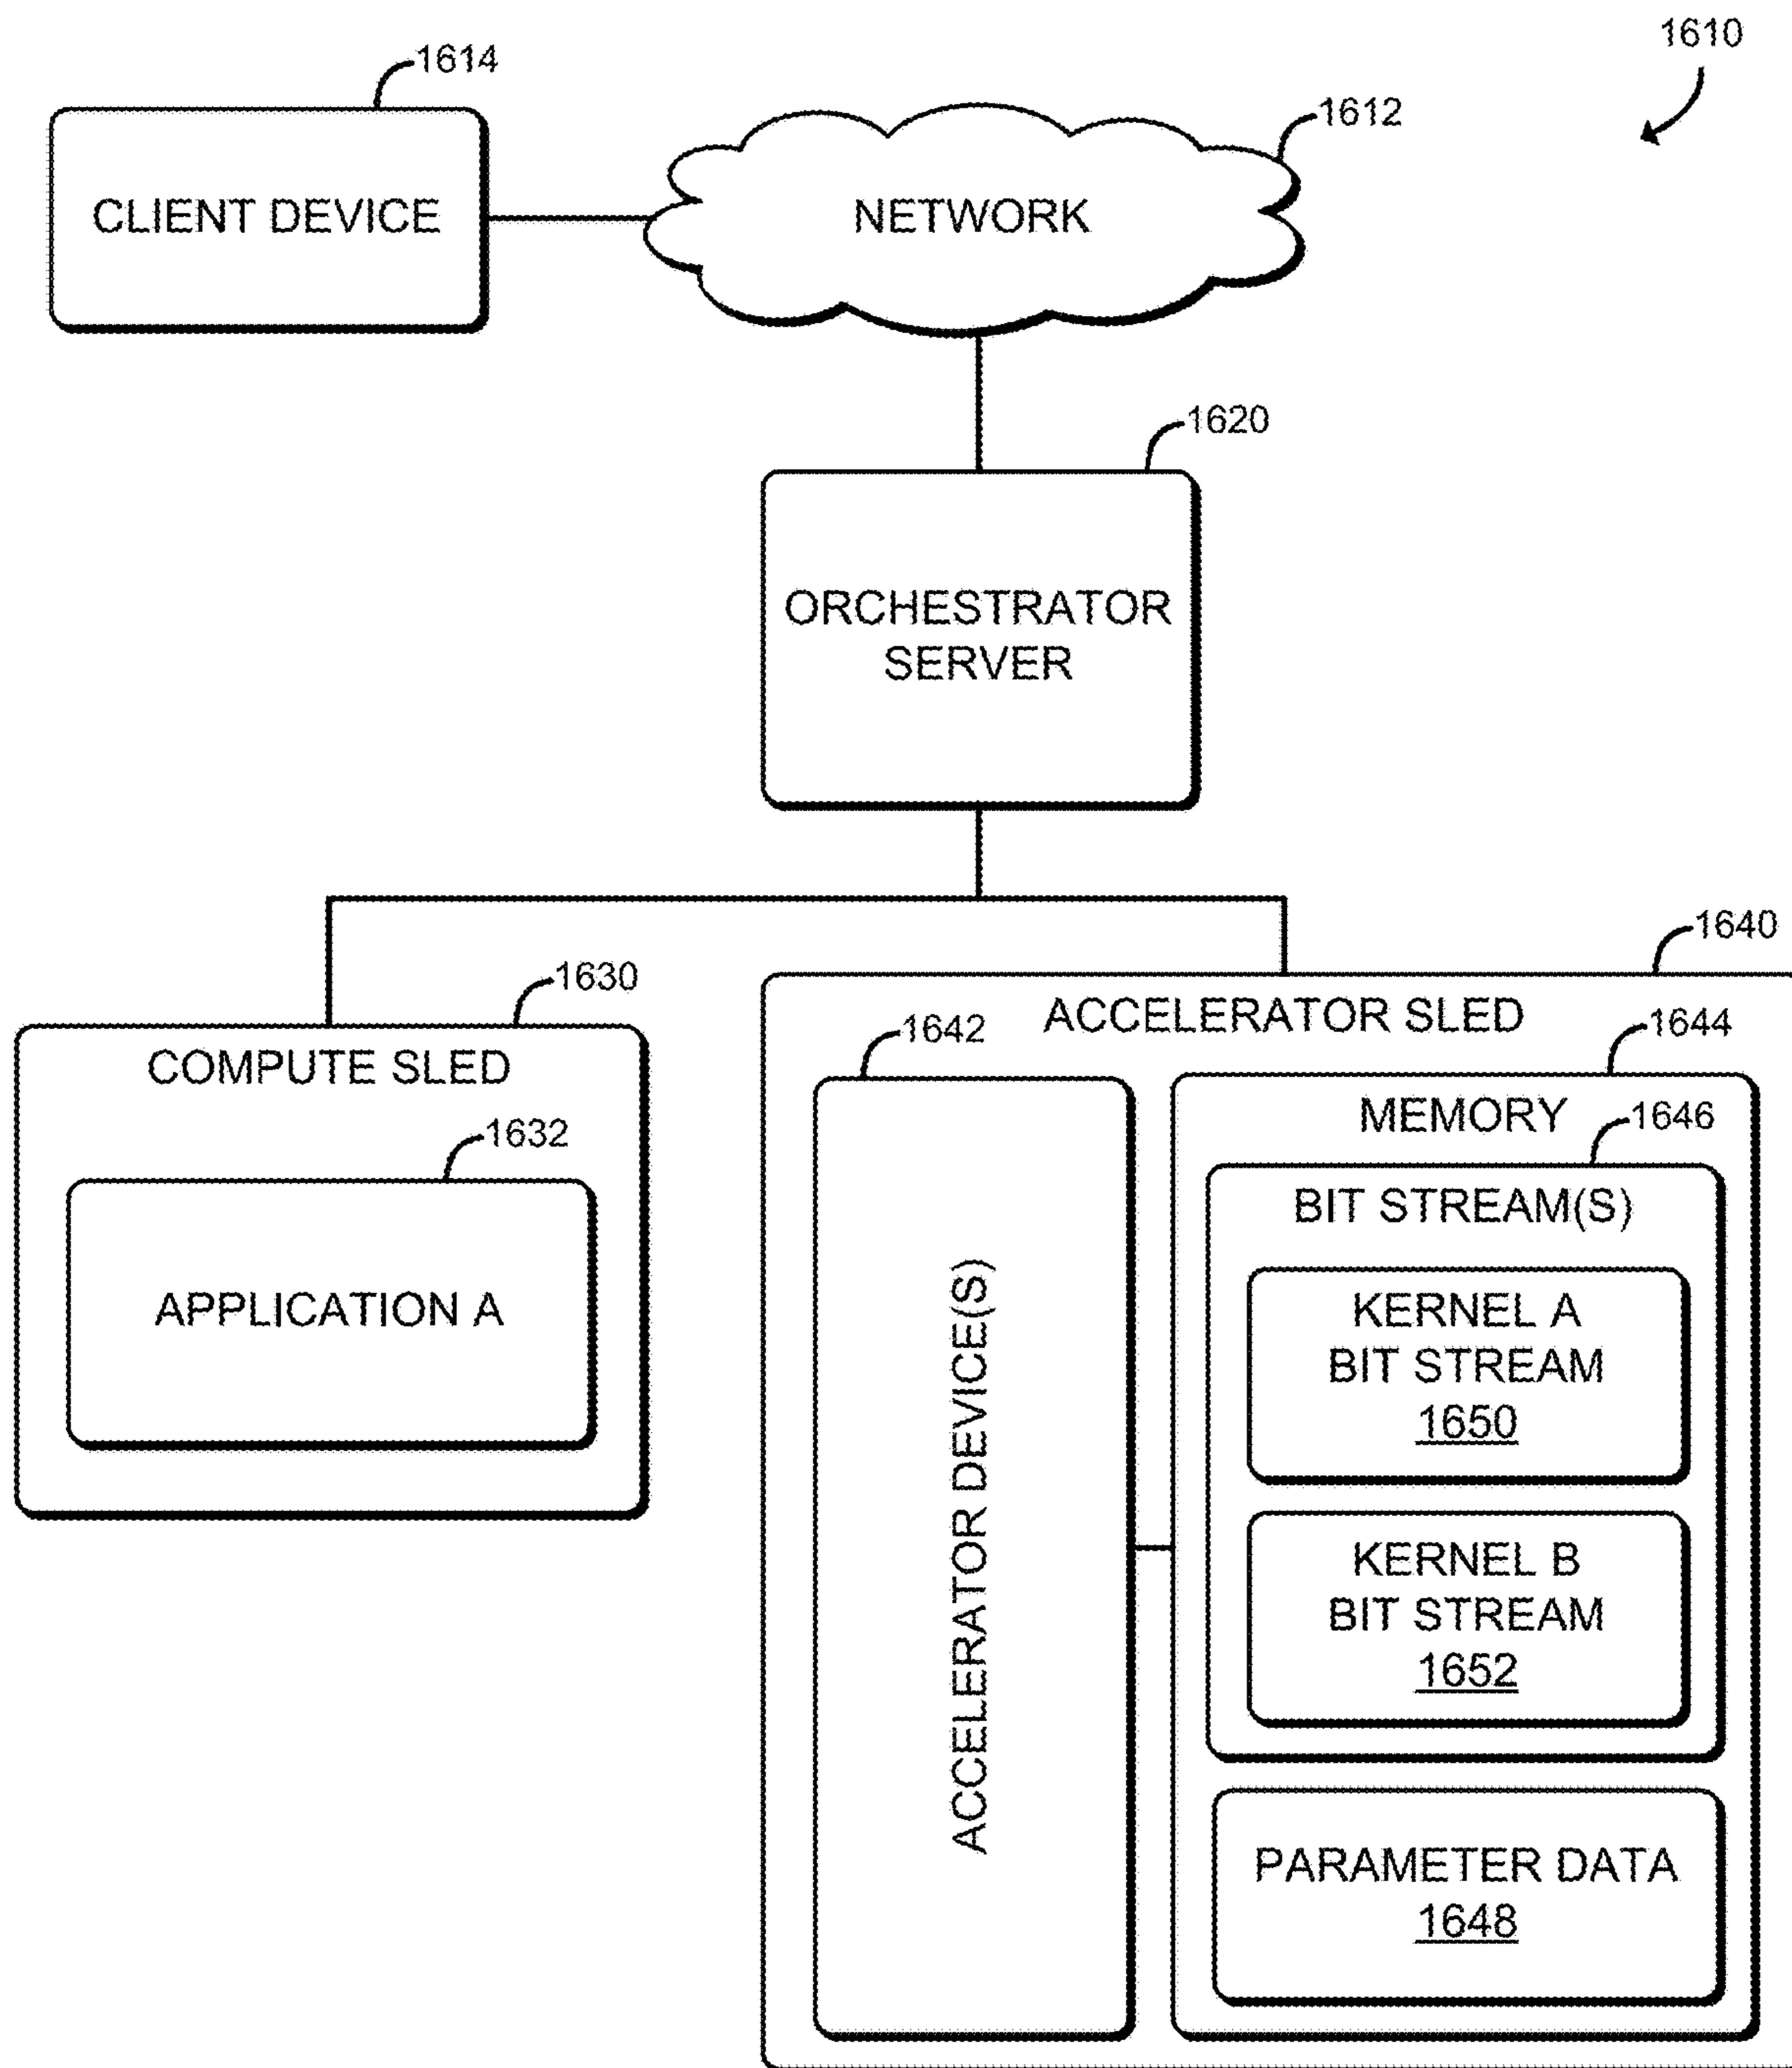 1610
1614
1612
CLIENT DEVICE
NETWORK
1620
ORCHESTRATOR
SERVER
1640
1630
ACCELERATOR SLED
COMPUTE SLED
1642
1644
MEMORY
1632
1646
BIT STREAM(S)
APPLICATION A
ACCELERATOR DEVICE(S)
KERNEL A
BIT STREAM
1650
KERNEL B
BIT STREAM
1652
PARAMETER DATA
1648